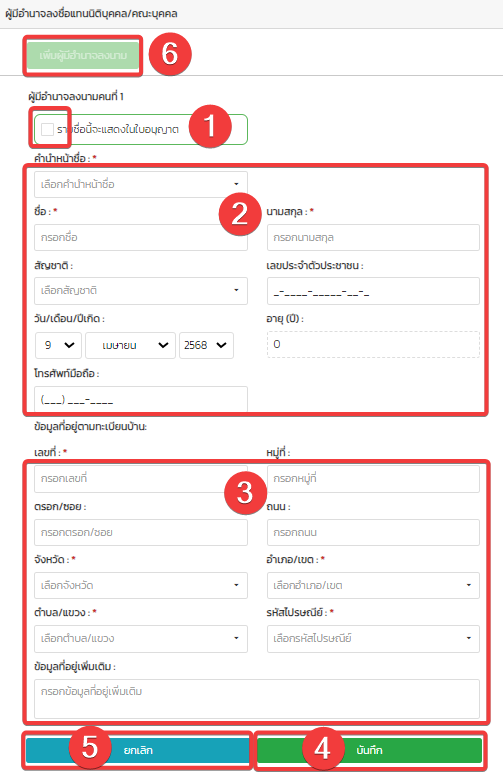 ผู้มีอำนาจลงชื่อแทนนิติบุคคล/คณะบุคคล
เพิ่มผู้มีอำนาจลงนาม 6
ผู้มีอำนาจลงนามคนที่ 1
รายชื่อนี้จะแสดงในใบอนุญาต 1
คำนำหน้าชื่อ : *
เลือกคำนำหน้าชื่อ
2
ชื่อ : * นามสกุล : *
กรอกชื่อ กรอกนามสกุล
สัญชาติ : เลขประจำตัวประชาชน :
เลือกสัญชาติ _-____-_____-__-_
วัน/เดือน/ปีเกิด : อายุ (ปี) :
9 เมษายน 2568 0
โทรศัพท์มือถือ :
(___) ___-____
ข้อมูลที่อยู่ตามทะเบียนบ้าน:
เลขที่ : * หมู่ที่ :
กรอกเลขที่ กรอกหมู่ที่
3
ตรอก/ซอย : ถนน :
กรอกตรอก/ซอย กรอกถนน
จังหวัด : * อำเภอ/เขต : *
เลือกจังหวัด เลือกอำเภอ/เขต
ตำบล/แขวง : * รหัสไปรษณีย์ : *
เลือกตำบล/แขวง เลือกรหัสไปรษณีย์
ข้อมูลที่อยู่เพิ่มเติม :
กรอกข้อมูลที่อยู่เพิ่มเติม
5 ยกเลิก 4 บันทึก